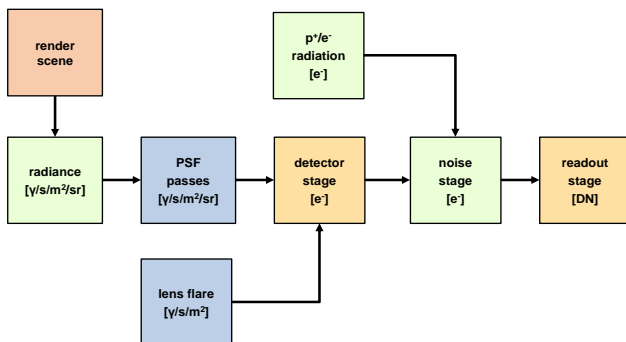 render
scene
p⁺/e⁻
radiation
[e⁻]
radiance
[γ/s/m²/sr]
PSF
passes
[γ/s/m²/sr]
detector
stage
[e⁻]
noise
stage
[e⁻]
readout
stage
[DN]
lens flare
[γ/s/m²]